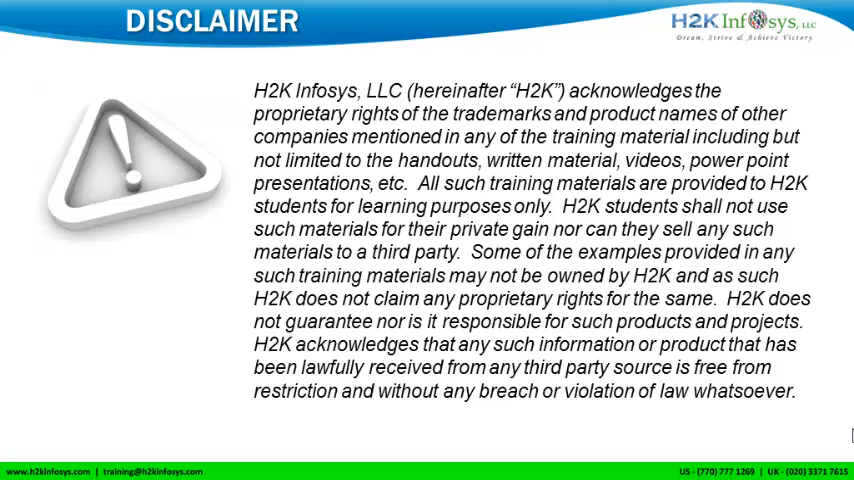 DISCLAIMER
H2K Infosys, LLC
Dream, Strive & Achieve Victory
H2K Infosys, LLC (hereinafter “H2K”) acknowledges the
proprietary rights of the trademarks and product names of other
companies mentioned in any of the training material including but
not limited to the handouts, written material, videos, power point
presentations, etc. All such training materials are provided to H2K
students for learning purposes only. H2K students shall not use
such materials for their private gain nor can they sell any such
materials to a third party. Some of the examples provided in any
such training materials may not be owned by H2K and as such
H2K does not claim any proprietary rights for the same. H2K does
not guarantee nor is it responsible for such products and projects.
H2K acknowledges that any such information or product that has
been lawfully received from any third party source is free from
restriction and without any breach or violation of law whatsoever.
www.h2kinfosys.com | training@h2kinfosys.com
US - (770) 777 1269 | UK - (020) 3371 7615